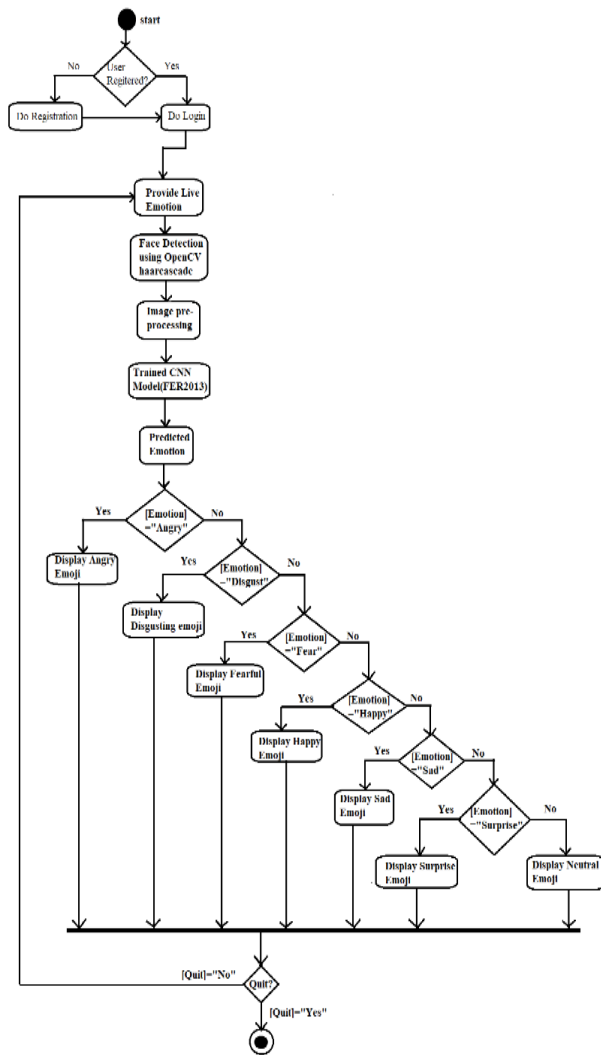 start
User
Regitered?
No
Yes
Do Registration
Do Login
Provide Live
Emotion
Face Detection
using OpenCV
haarcascade
Image pre-
processing
Trained CNN
Model(FER2013)
Predicted
Emotion
[Emotion]
="Angry"
Yes
No
Display Angry
Emoji
[Emotion]
="Disgust"
Yes
No
Display
Disgusting emoji
[Emotion]
="Fear"
Yes
No
Display Fearful
Emoji
[Emotion]
="Happy"
Yes
No
Display Happy
Emoji
[Emotion]
="Sad"
Yes
No
Display Sad
Emoji
[Emotion]
="Surprise"
Yes
No
Display Surprise
Emoji
Display Neutral
Emoji
[Quit]="No"
Quit?
[Quit]="Yes"